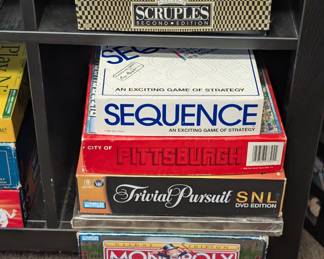 SCRUPLES
SECOND • EDITION
AN EXCITING GAME OF STRATEGY
SEQUENCE
AN EXCITING GAME OF STRATEGY
CITY OF
PITTSBURGH
Trivial Pursuit SNL
DVD EDITION
MONOPOLY